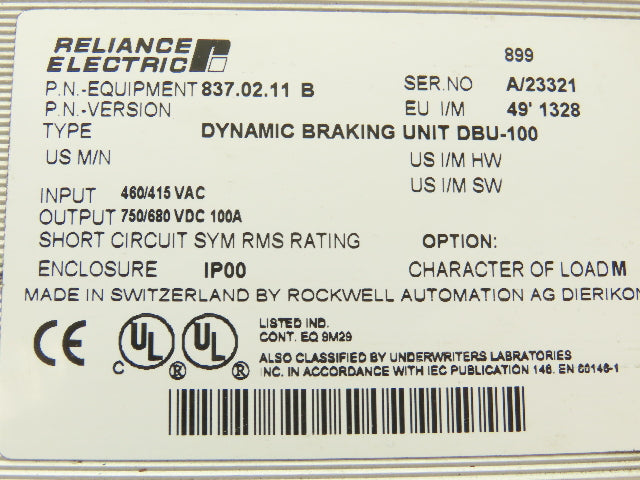 RELIANCE
ELECTRIC
899
P.N.-EQUIPMENT 837.02.11 B SER.NO A/23321
P.N.-VERSION EU I/M 49' 1328
TYPE DYNAMIC BRAKING UNIT DBU-100
US M/N US I/M HW
US I/M SW
INPUT 460/415 VAC
OUTPUT 750/680 VDC 100A
SHORT CIRCUIT SYM RMS RATING OPTION:
ENCLOSURE IP00 CHARACTER OF LOAD M
MADE IN SWITZERLAND BY ROCKWELL AUTOMATION AG DIERIKON
CE C UL ® UL ®
LISTED IND.
CONT. EQ 9M29
ALSO CLASSIFIED BY UNDERWRITERS LABRATORIES
INC. IN ACCORDANCE WITH IEC PUBLICATION 146. EN 60146-1